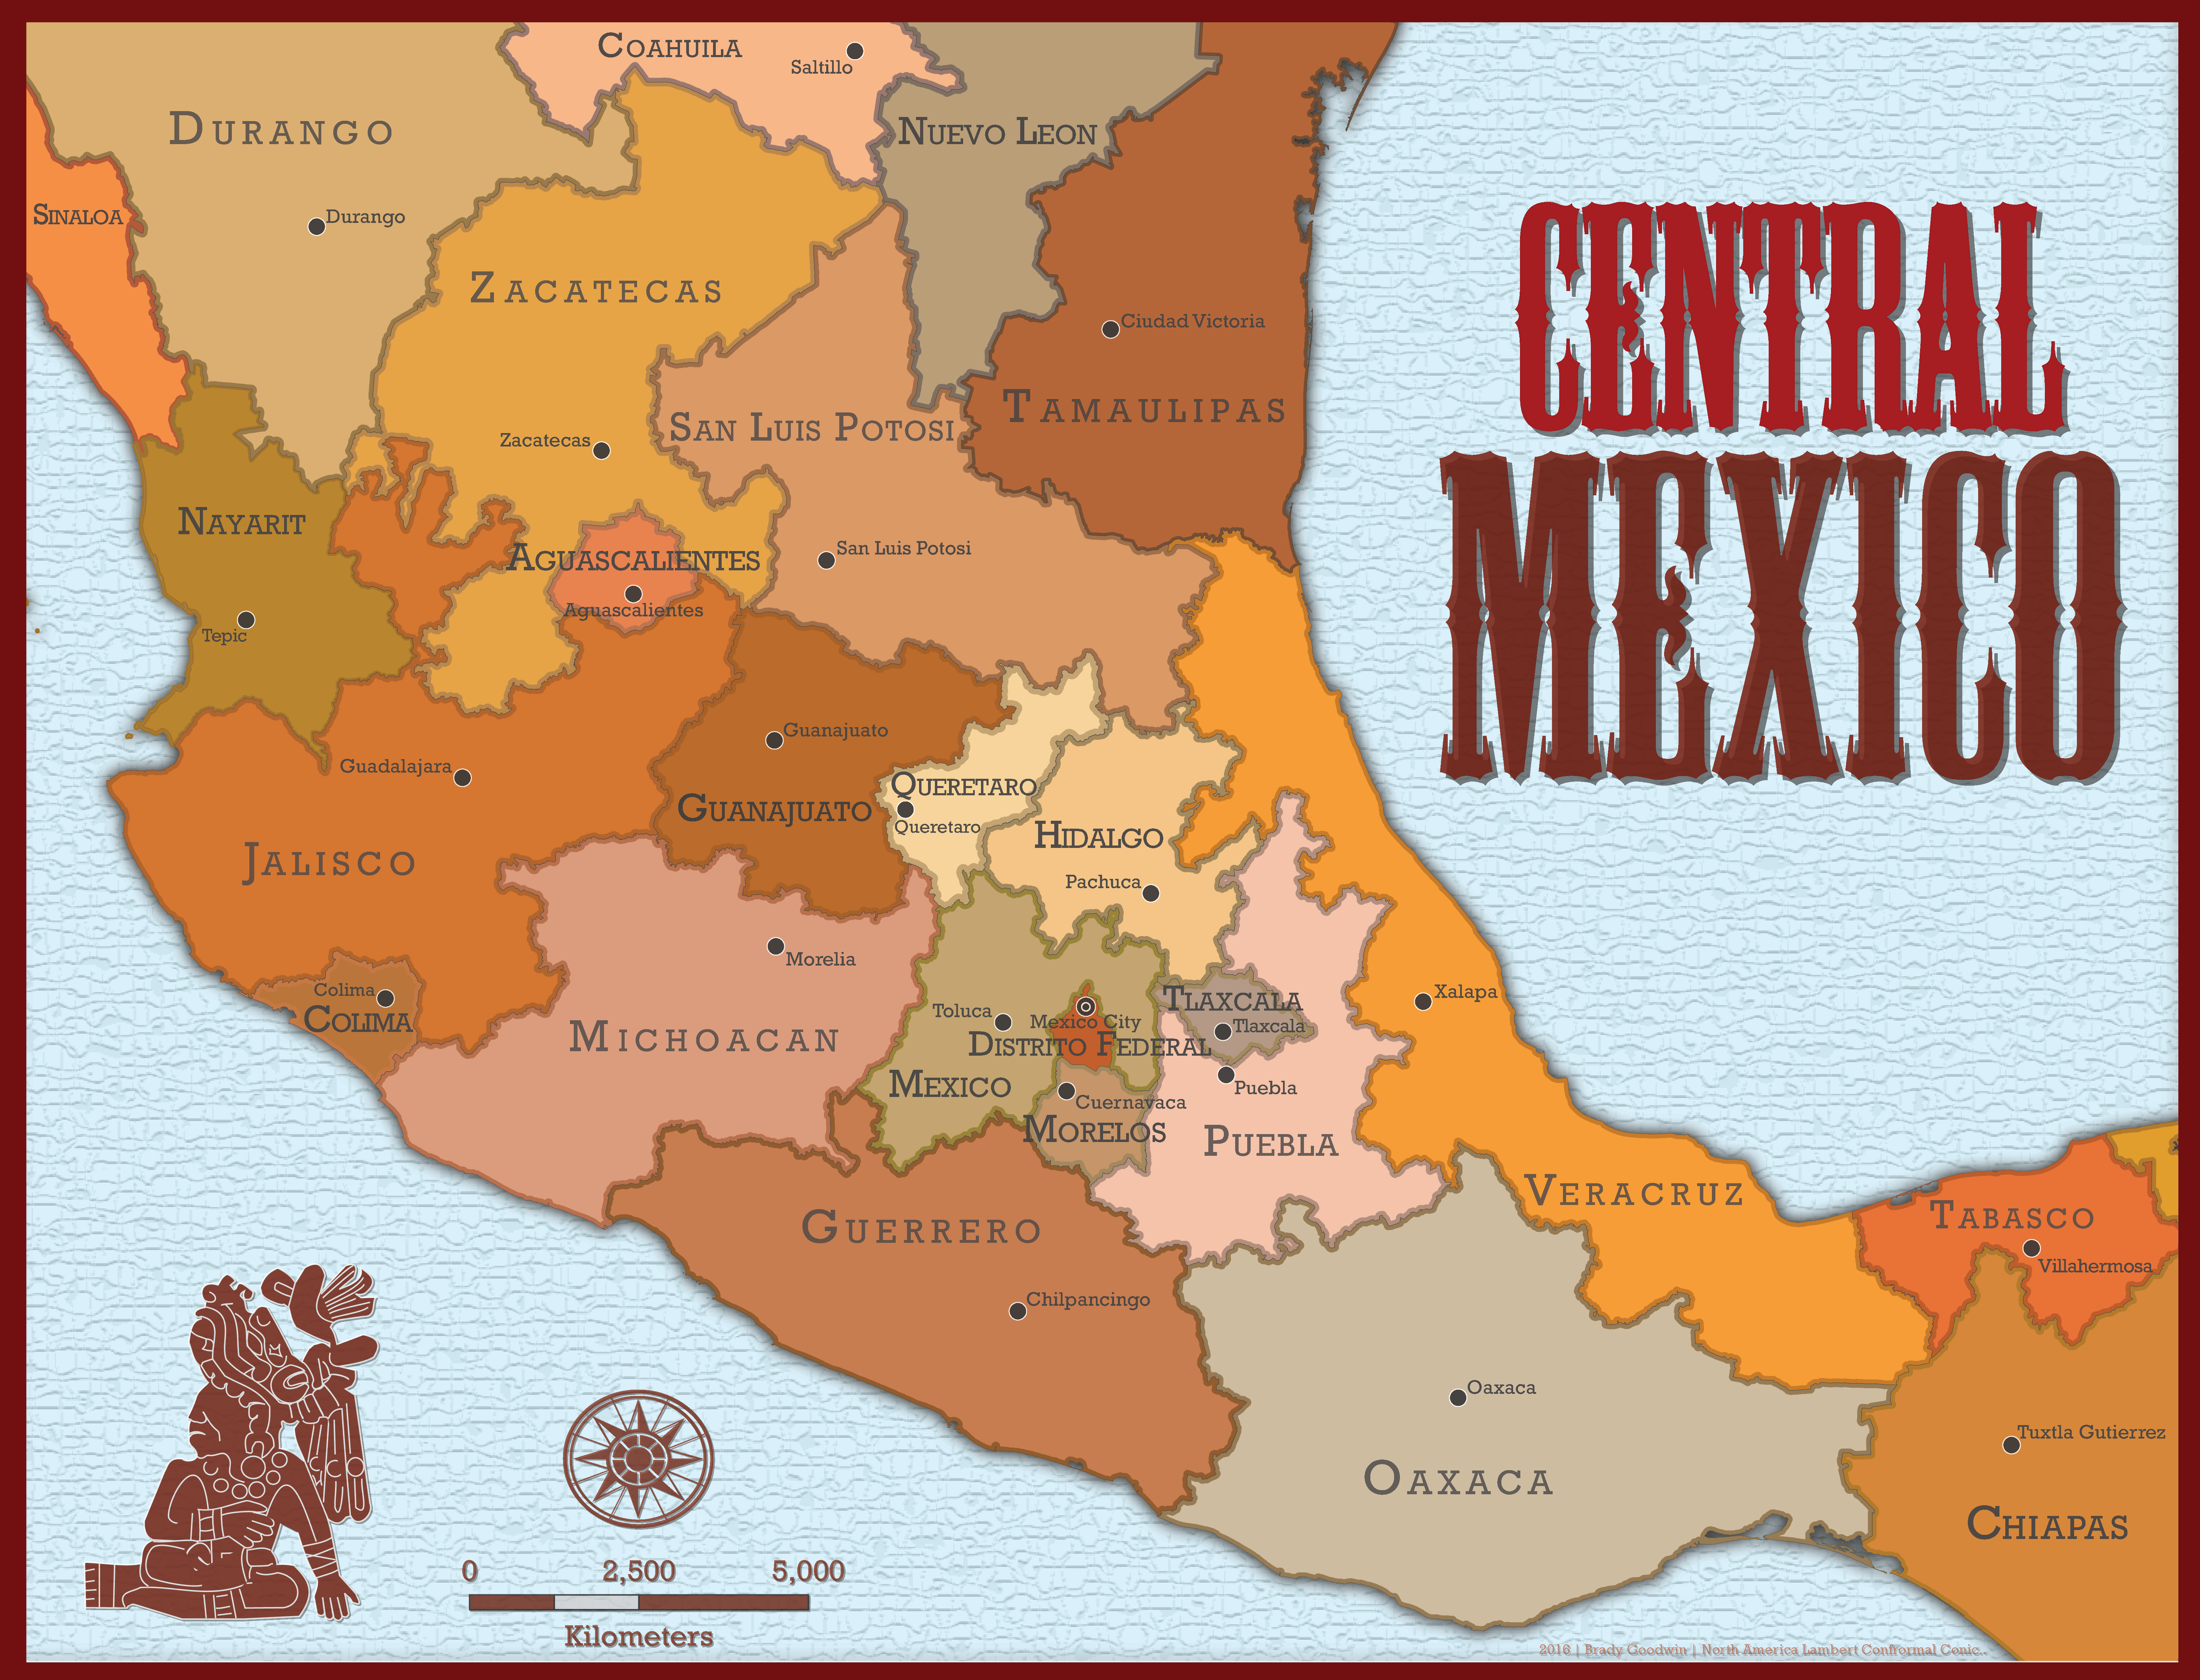 CENTRAL
MEXICO
COAHUILA
Saltillo
DURANGO
NUEVO LEON
SINALOA
Durango
ZACATECAS
Ciudad Victoria
TAMAULIPAS
SAN LUIS POTOSI
Zacatecas
NAYARIT
AGUASCALIENTES
San Luis Potosi
Aguascalientes
Tepic
Guanajuato
Guadalajara
QUERETARO
GUANAJUATO
Queretaro
HIDALGO
JALISCO
Pachuca
Morelia
Colima
COLIMA
Xalapa
TLAXCALA
Toluca
Mexico City
Tlaxcala
MICHOACAN
DISTRITO FEDERAL
MEXICO
Puebla
Cuernavaca
MORELOS
PUEBLA
VERACRUZ
TABASCO
GUERRERO
Villahermosa
Chilpancingo
Oaxaca
Tuxtla Gutierrez
OAXACA
CHIAPAS
0 2,500 5,000
Kilometers
2016 | Brady Goodwin | North America Lambert Confromal Conic..